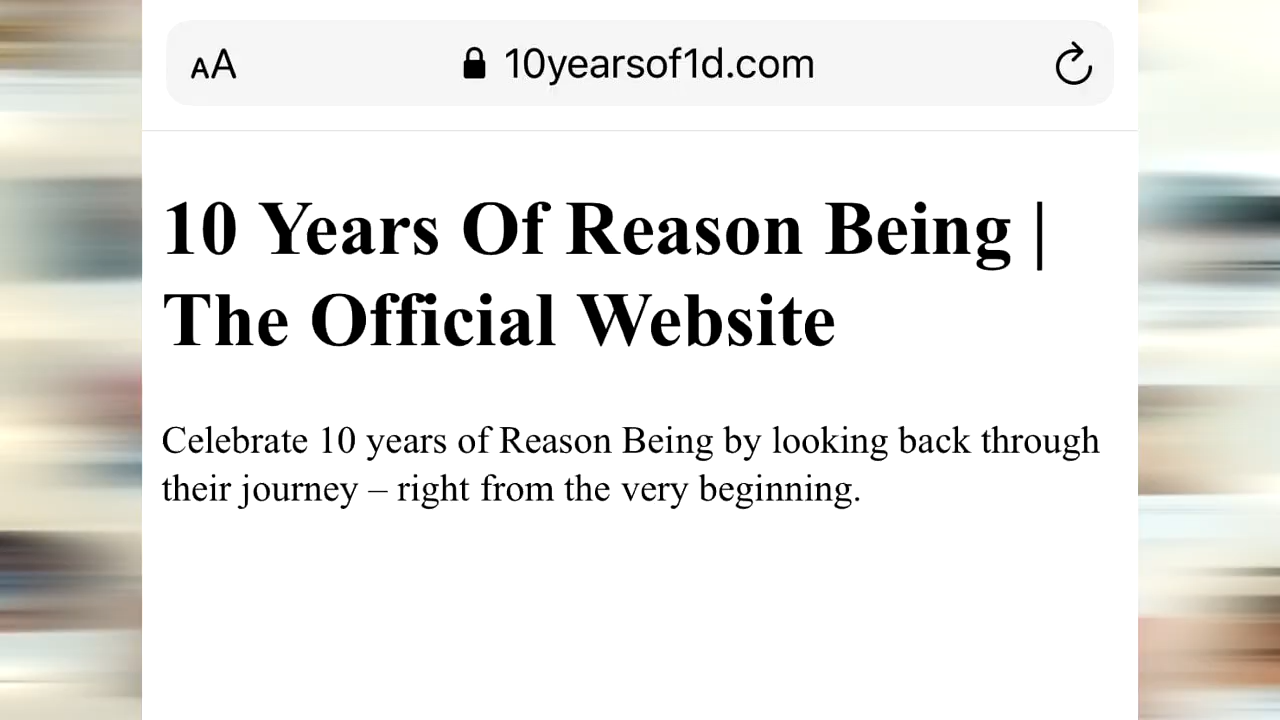 AA 10yearsof1d.com
10 Years Of Reason Being |
The Official Website
Celebrate 10 years of Reason Being by looking back through
their journey – right from the very beginning.